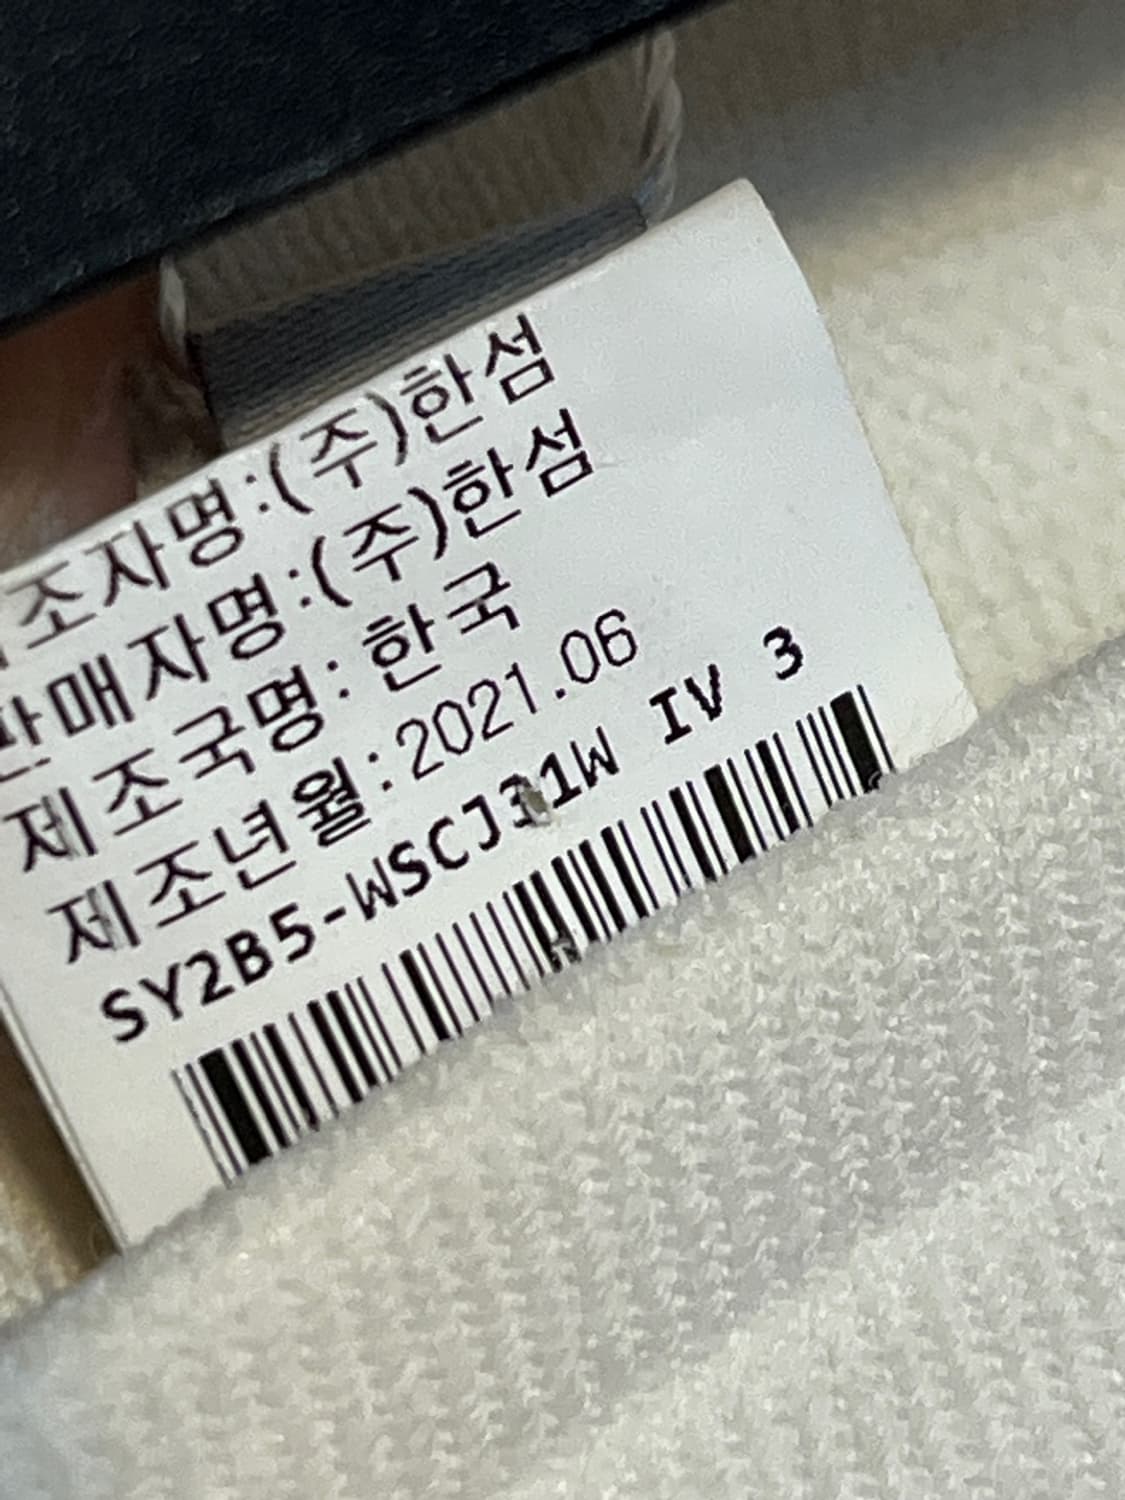 조자명:(주)한섬
판매자명:(주)한섬
제조국명:한국
제조년월:2021.06
SY2B5-WSCJ31W IV 3